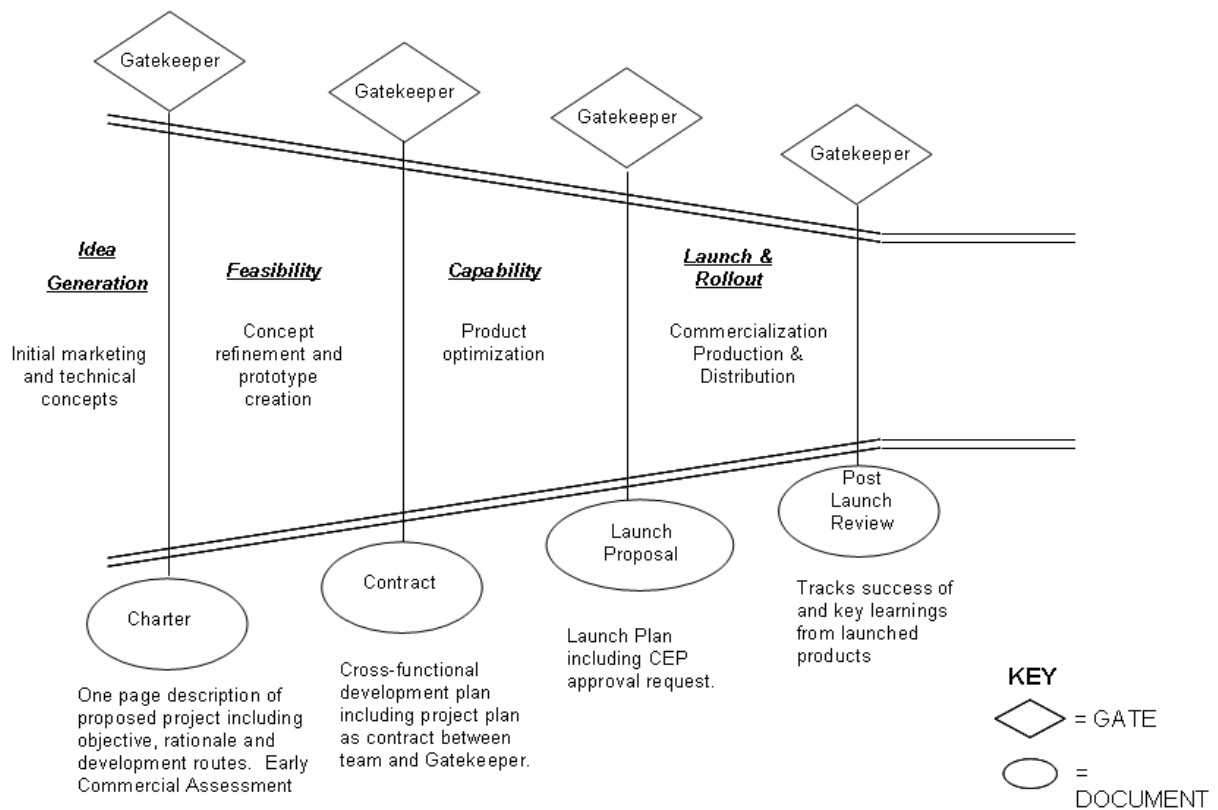 Gatekeeper
Gatekeeper
Gatekeeper
Gatekeeper
Idea
Generation
Initial marketing
and technical
concepts
Feasibility
Concept
refinement and
prototype
creation
Capability
Product
optimization
Launch &
Rollout
Commercialization
Production &
Distribution
Charter
One page description of
proposed project including
objective, rationale and
development routes.  Early
Commercial Assessment
Contract
Cross-functional
development plan
including project plan
as contract between
team and Gatekeeper.
Launch
Proposal
Launch Plan
including CEP
approval request.
Post
Launch
Review
Tracks success of
and key learnings
from launched
products
KEY
= GATE
=
DOCUMENT